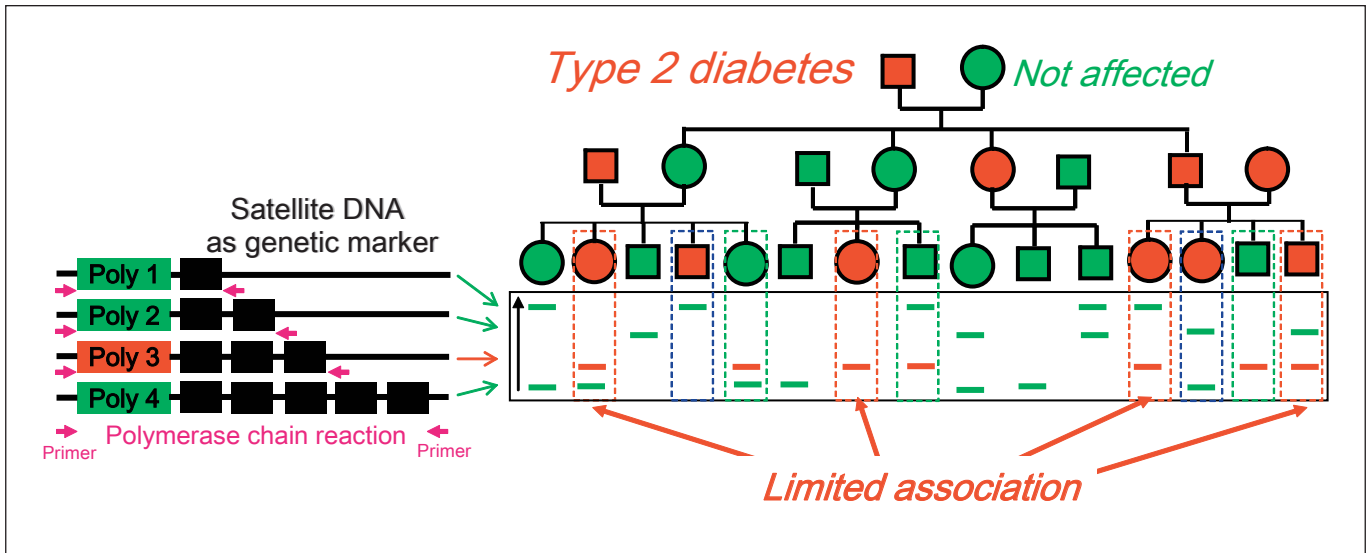 Type 2 diabetes
Not affected
Satellite DNA
as genetic marker
Poly 1
Poly 2
Poly 3
Poly 4
Polymerase chain reaction
Primer
Primer
Limited association